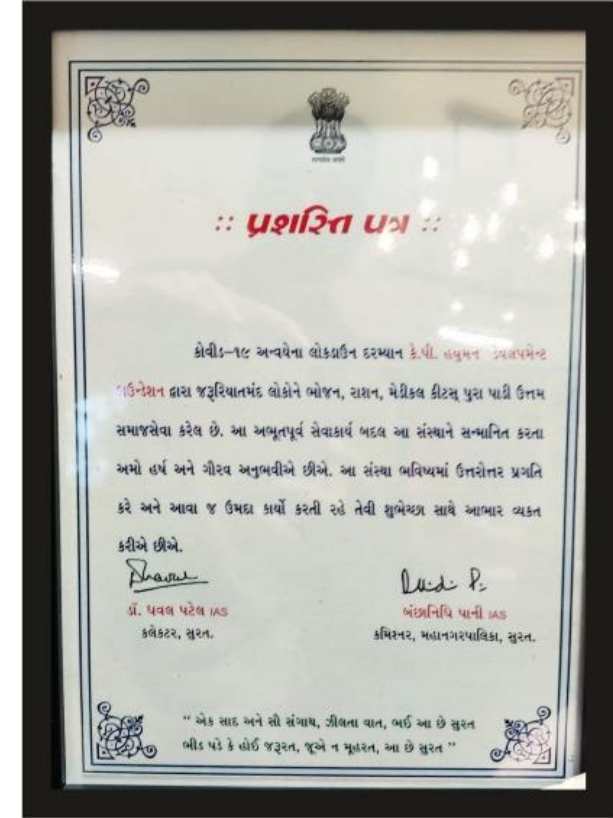 :: પ્રશસ્તિ પત્ર ::
કોવીડ–૧૯ અન્વયેના લોકડાઉન દરમ્યાન કે.પી. હયુમન ડેવલપમેન્ટ
ફાઉન્ડેશન દ્વારા જરૂરિયાતમંદ લોકોને ભોજન, રાશન, મેડીકલ કીટસ્ પુરા પાડી ઉત્તમ
સમાજસેવા કરેલ છે. આ અભૂતપૂર્વ સેવાકાર્ય બદલ આ સંસ્થાને સન્માનિત કરતા
અમો હર્ષ અને ગૌરવ અનુભવીએ છીએ. આ સંસ્થા ભવિષ્યમાં ઉત્તરોત્તર પ્રગતિ
કરે અને આવા જ ઉમદા કાર્યો કરતી રહે તેવી શુભેચ્છા સાથે આભાર વ્યકત
કરીએ છીએ.
ડૉ. ધવલ પટેલ IAS
કલેકટર, સુરત.
બંછાનિધિ પાની IAS
કમિશ્નર, મહાનગરપાલિકા, સુરત.
“ એક સાદ અને સૌ સંગાથ, ઝીલતા વાત, ભઈ આ છે સુરત
ભીડ પડે કે હોઈ જરૂરત, જૂએ ન મૂહરત, આ છે સુરત ”